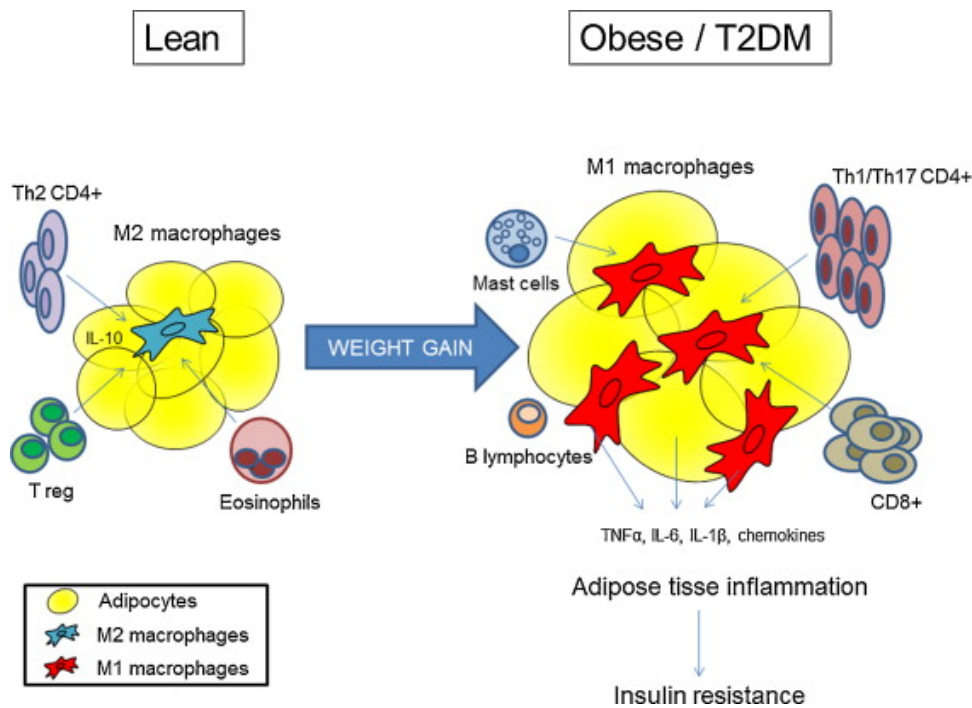 Lean
Obese / T2DM
Th2 CD4+
M2 macrophages
IL-10
T reg
Eosinophils
WEIGHT GAIN
M1 macrophages
Th1/Th17 CD4+
Mast cells
B lymphocytes
CD8+
TNFα, IL-6, IL-1β, chemokines
Adipose tisse inflammation
Insulin resistance
Adipocytes
M2 macrophages
M1 macrophages